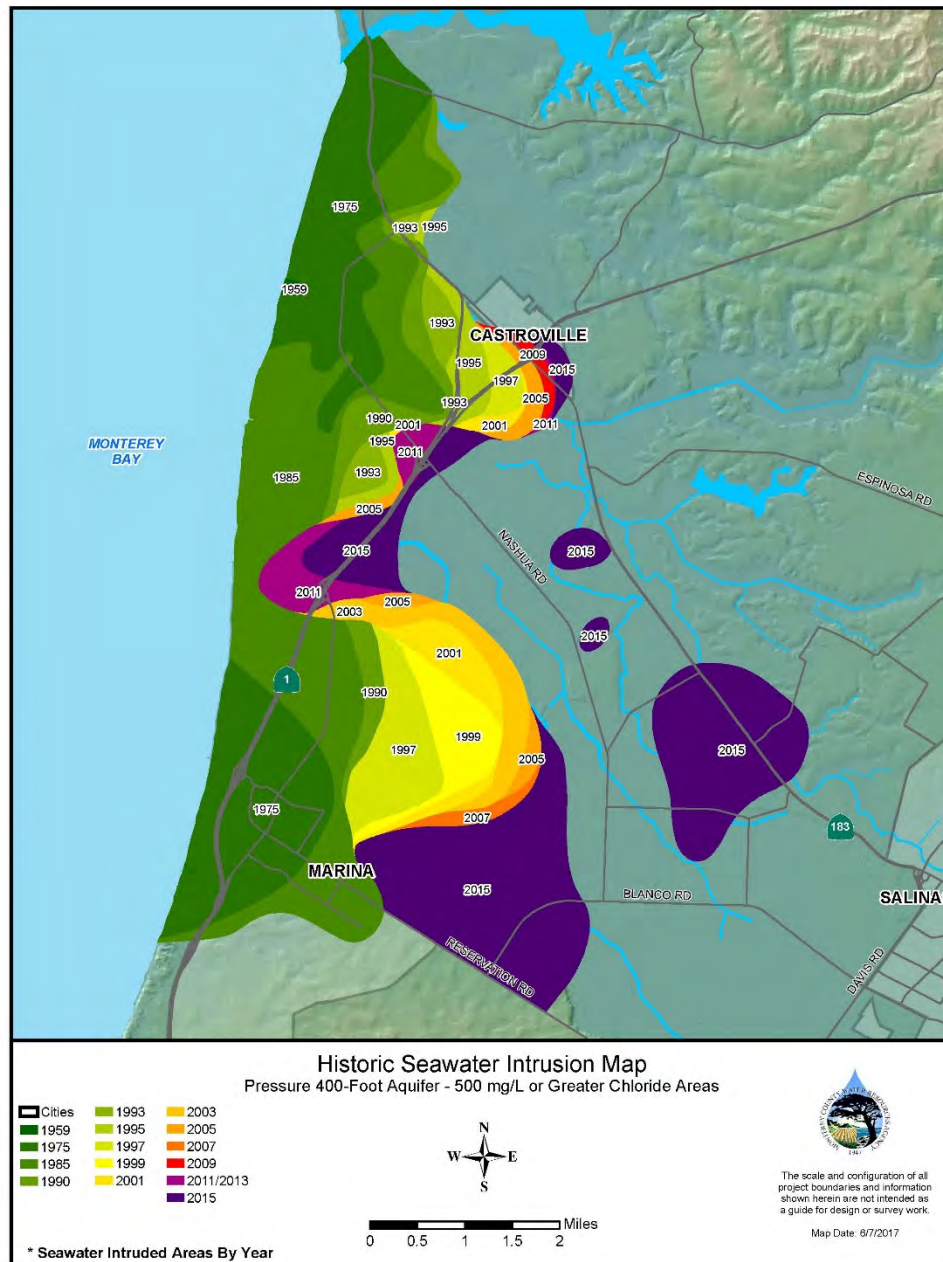 1975
1993
1995
1959
1993
CASTROVILLE
2009
1995
2015
1997
1993
2005
1990
2001
2001
2011
MONTEREY
BAY
1995
2011
1985
1993
ESPINOSA RD
2005
2015
NASHUA RD
2015
2011
2003
2005
2015
2001
1
1990
1999
1997
2005
2015
1975
2007
183
MARINA
2015
BLANCO RD
SALINA
RESERVATION RD
DAVIS RD
Historic Seawater Intrusion Map
Pressure 400-Foot Aquifer - 500 mg/L or Greater Chloride Areas
Cities
1959
1975
1985
1990
1993
1995
1997
1999
2001
2003
2005
2007
2009
2011/2013
2015
N
W E
S
Miles
0 0.5 1 1.5 2
* Seawater Intruded Areas By Year
MONTEREY COUNTY WATER RESOURCES AGENCY
1947
The scale and configuration of all
project boundaries and information
shown herein are not intended as
a guide for design or survey work.
Map Date: 6/7/2017